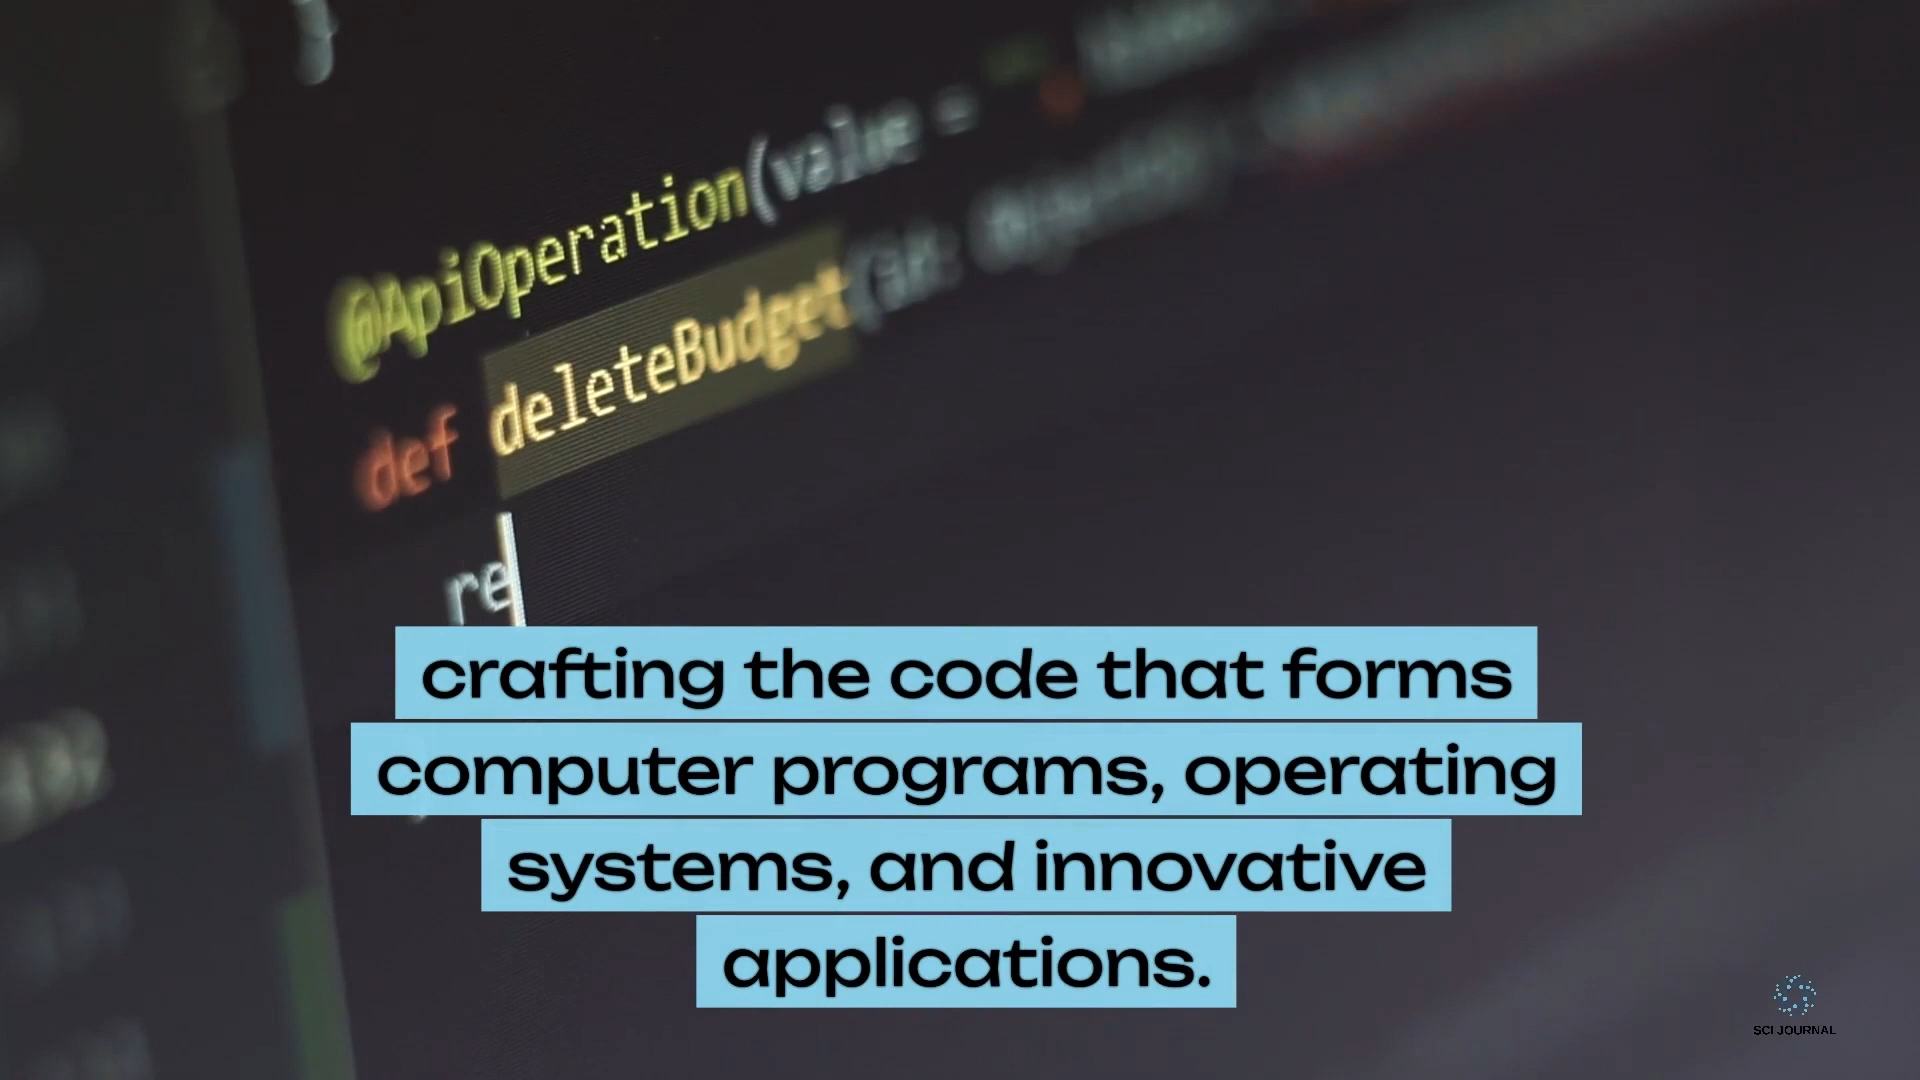 }
@ApiOperation(value =
def deleteBudget(id:
re
crafting the code that forms
computer programs, operating
systems, and innovative
applications.
SCI JOURNAL